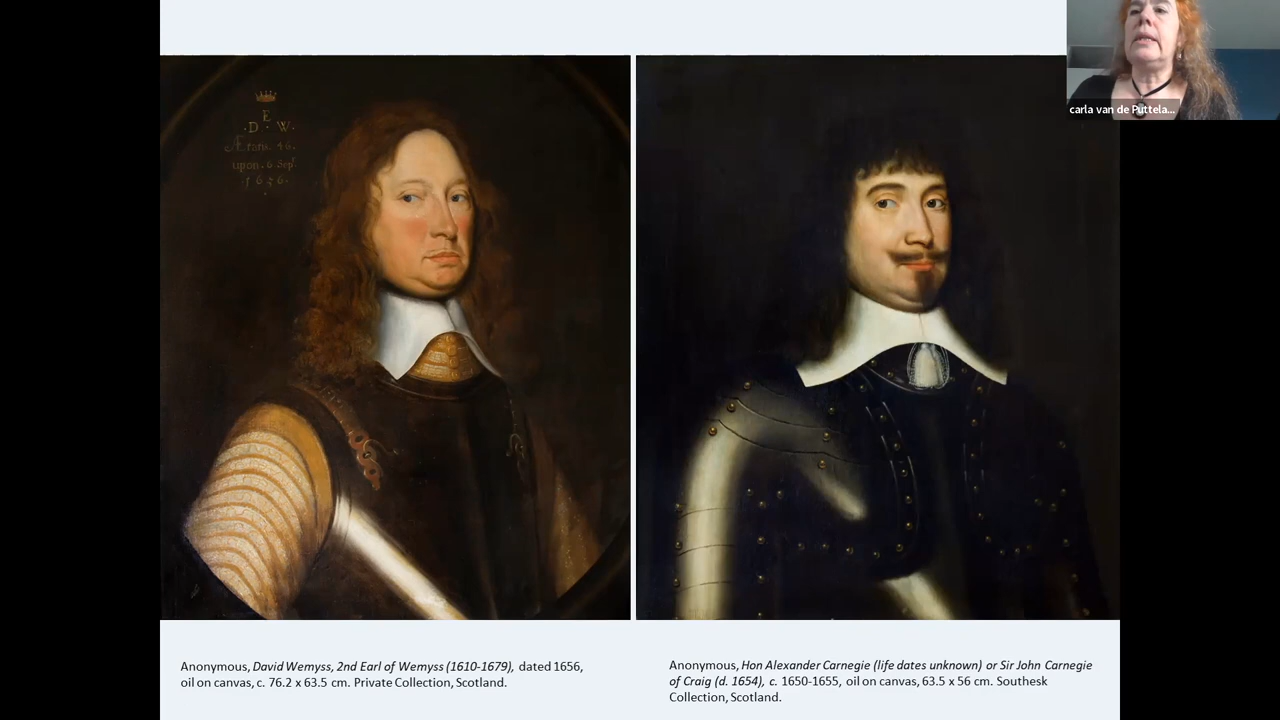 E
·D · W·
Ætatis. 46.
upon. 6 Sept.
·1656·
carla van de Puttela...
Anonymous, David Wemyss, 2nd Earl of Wemyss (1610-1679), dated 1656,
oil on canvas, c. 76.2 x 63.5 cm. Private Collection, Scotland.
Anonymous, Hon Alexander Carnegie (life dates unknown) or Sir John Carnegie
of Craig (d. 1654), c. 1650-1655, oil on canvas, 63.5 x 56 cm. Southesk
Collection, Scotland.